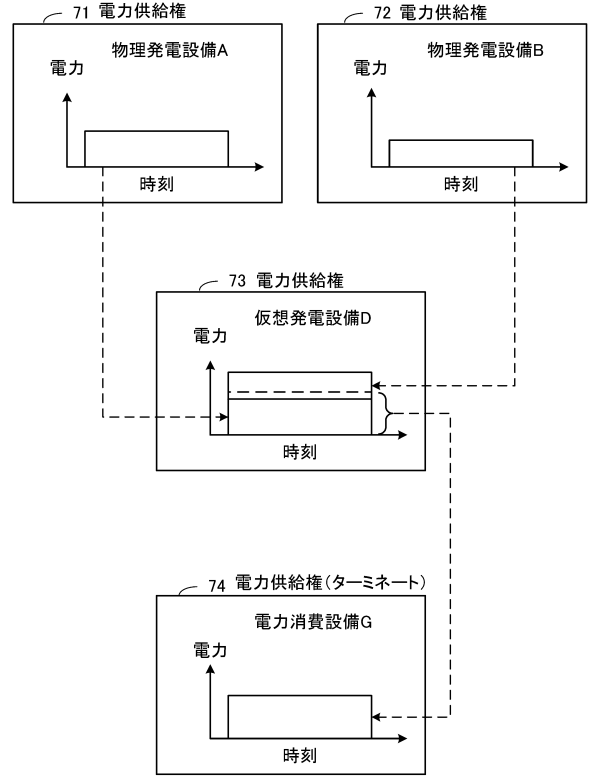 71 電力供給権
物理発電設備A
電力
時刻
72 電力供給権
物理発電設備B
電力
時刻
73 電力供給権
仮想発電設備D
電力
時刻
74 電力供給権(ターミネート)
電力消費設備G
電力
時刻